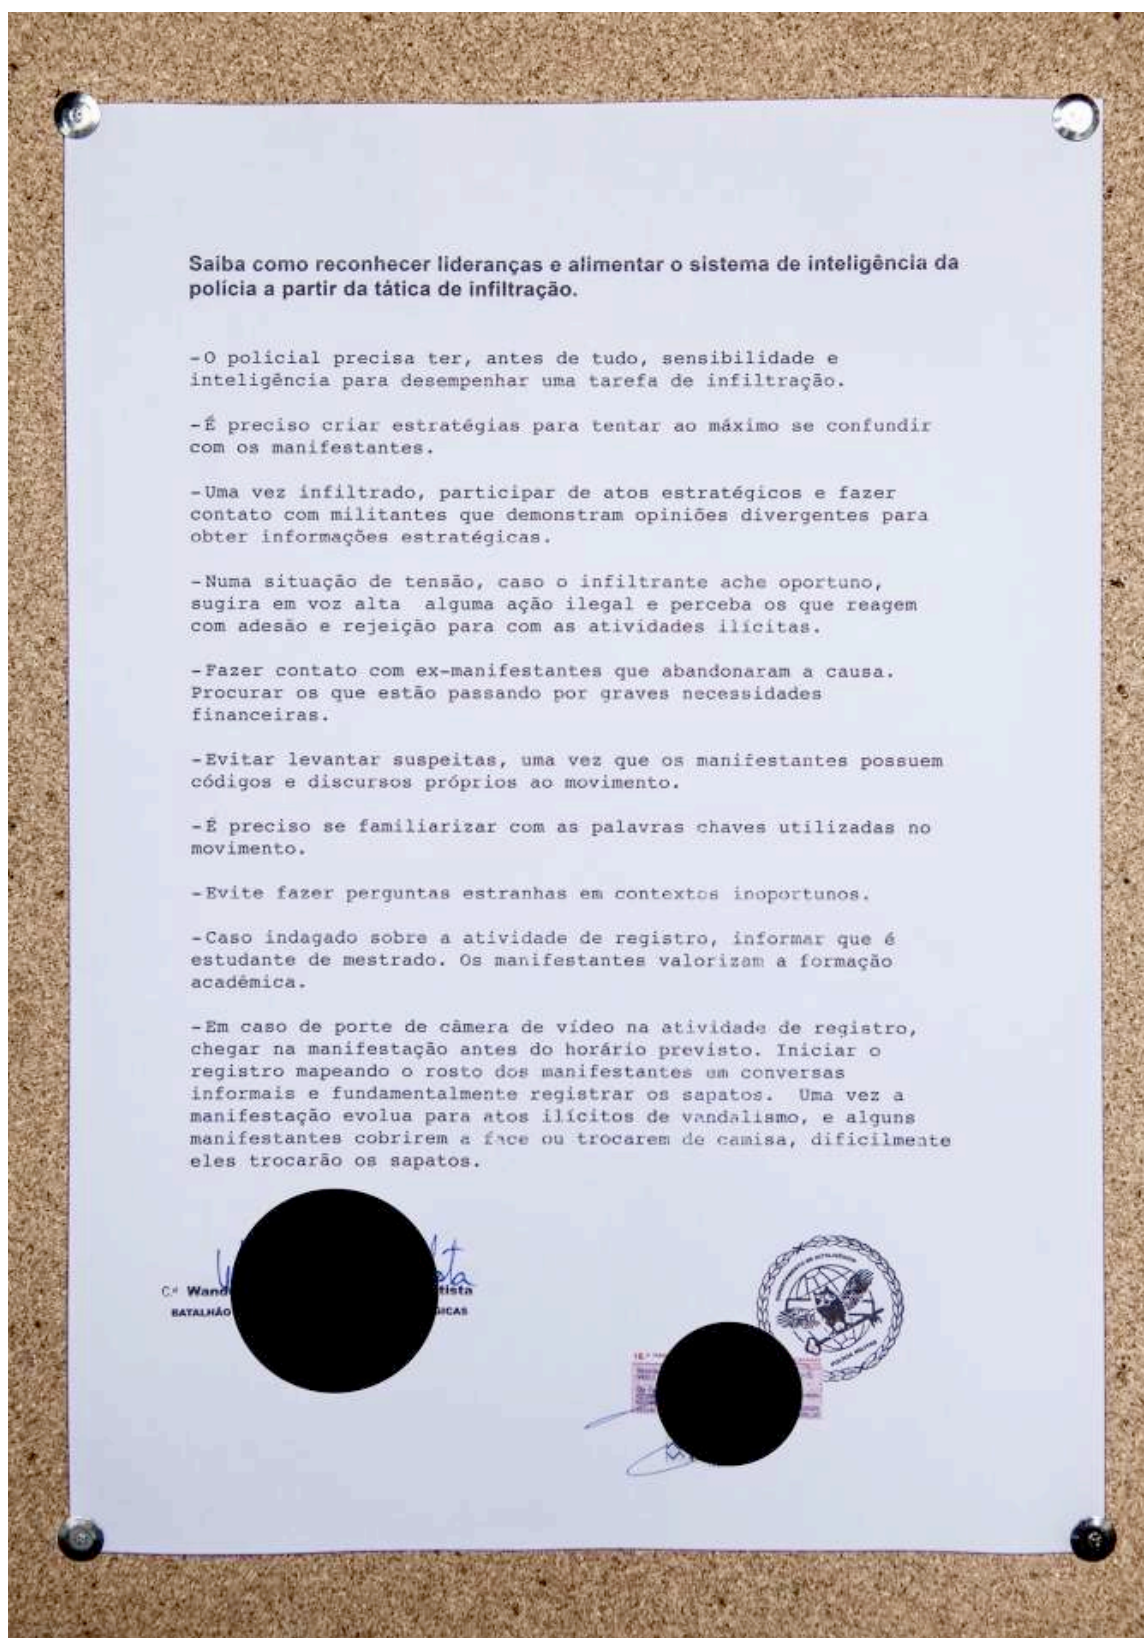 Saiba como reconhecer lideranças e alimentar o sistema de inteligência da
polícia a partir da tática de infiltração.
-O policial precisa ter, antes de tudo, sensibilidade e
inteligência para desempenhar uma tarefa de infiltração.
-É preciso criar estratégias para tentar ao máximo se confundir
com os manifestantes.
-Uma vez infiltrado, participar de atos estratégicos e fazer
contato com militantes que demonstram opiniões divergentes para
obter informações estratégicas.
-Numa situação de tensão, caso o infiltrante ache oportuno,
sugira em voz alta alguma ação ilegal e perceba os que reagem
com adesão e rejeição para com as atividades ilícitas.
-Fazer contato com ex-manifestantes que abandonaram a causa.
Procurar os que estão passando por graves necessidades
financeiras.
-Evitar levantar suspeitas, uma vez que os manifestantes possuem
códigos e discursos próprios ao movimento.
-É preciso se familiarizar com as palavras chaves utilizadas no
movimento.
-Evite fazer perguntas estranhas em contextos inoportunos.
-Caso indagado sobre a atividade de registro, informar que é
estudante de mestrado. Os manifestantes valorizam a formação
acadêmica.
-Em caso de porte de câmera de vídeo na atividade de registro,
chegar na manifestação antes do horário previsto. Iniciar o
registro mapeando o rosto dos manifestantes em conversas
informais e fundamentalmente registrar os sapatos. Uma vez a
manifestação evolua para atos ilícitos de vandalismo, e alguns
manifestantes cobrirem a face ou trocarem de camisa, dificilmente
eles trocarão os sapatos.
C.el Wand tista
BATALHÃO GICAS
DE INTELIGÊNCIA
POLÍCIA MILITAR